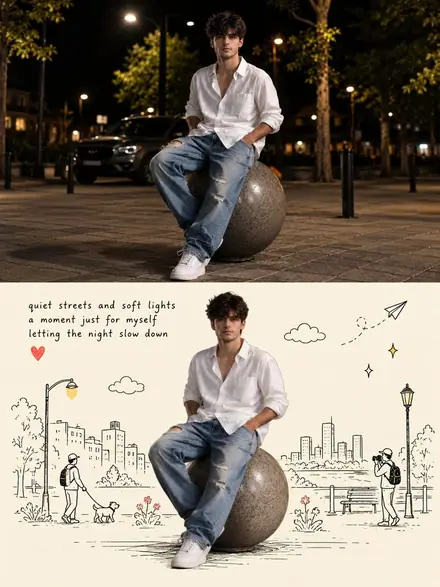 quiet streets and soft lights
a moment just for myself
letting the night slow down